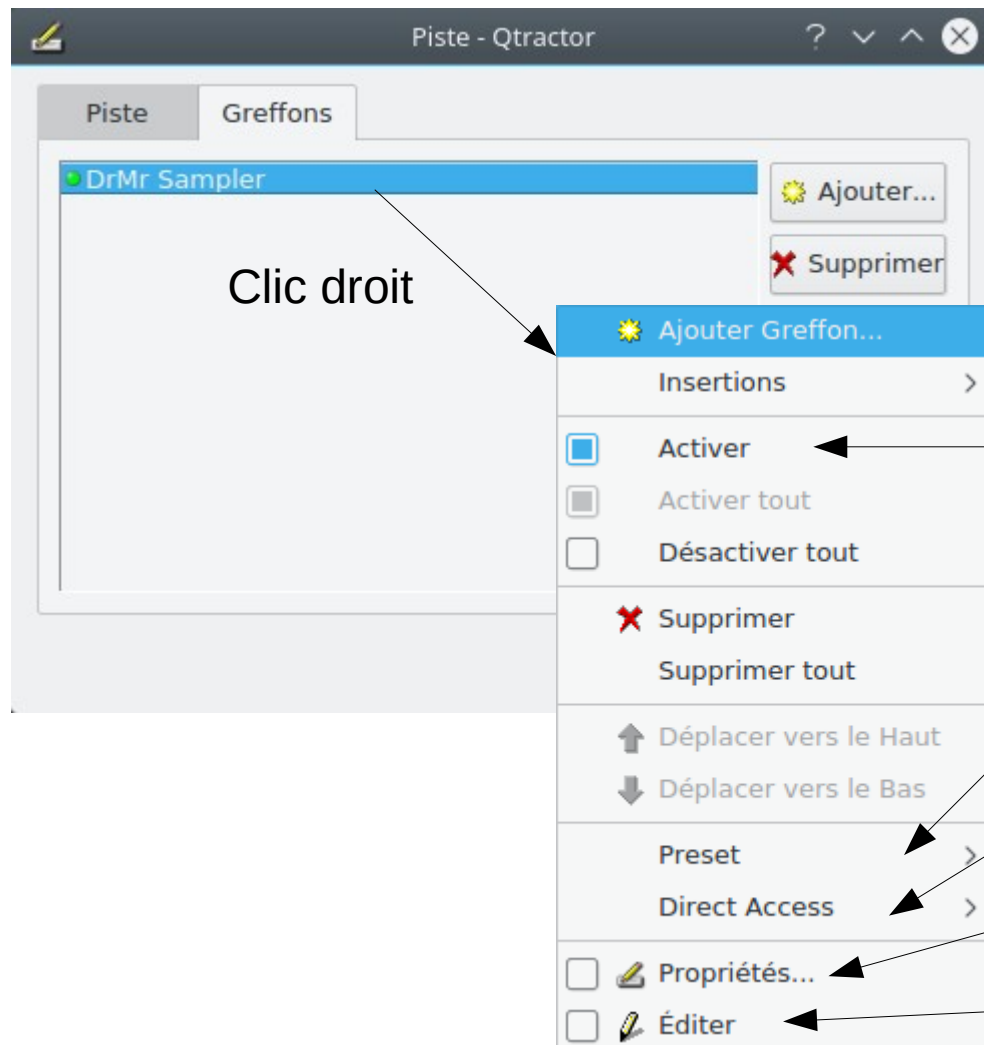 Piste - Qtractor
Piste Greffons
DrMr Sampler
Ajouter...
Supprimer
Clic droit
Ajouter Greffon...
Insertions
Activer
Activer tout
Désactiver tout
Supprimer
Supprimer tout
Déplacer vers le Haut
Déplacer vers le Bas
Preset
Direct Access
Propriétés...
Éditer